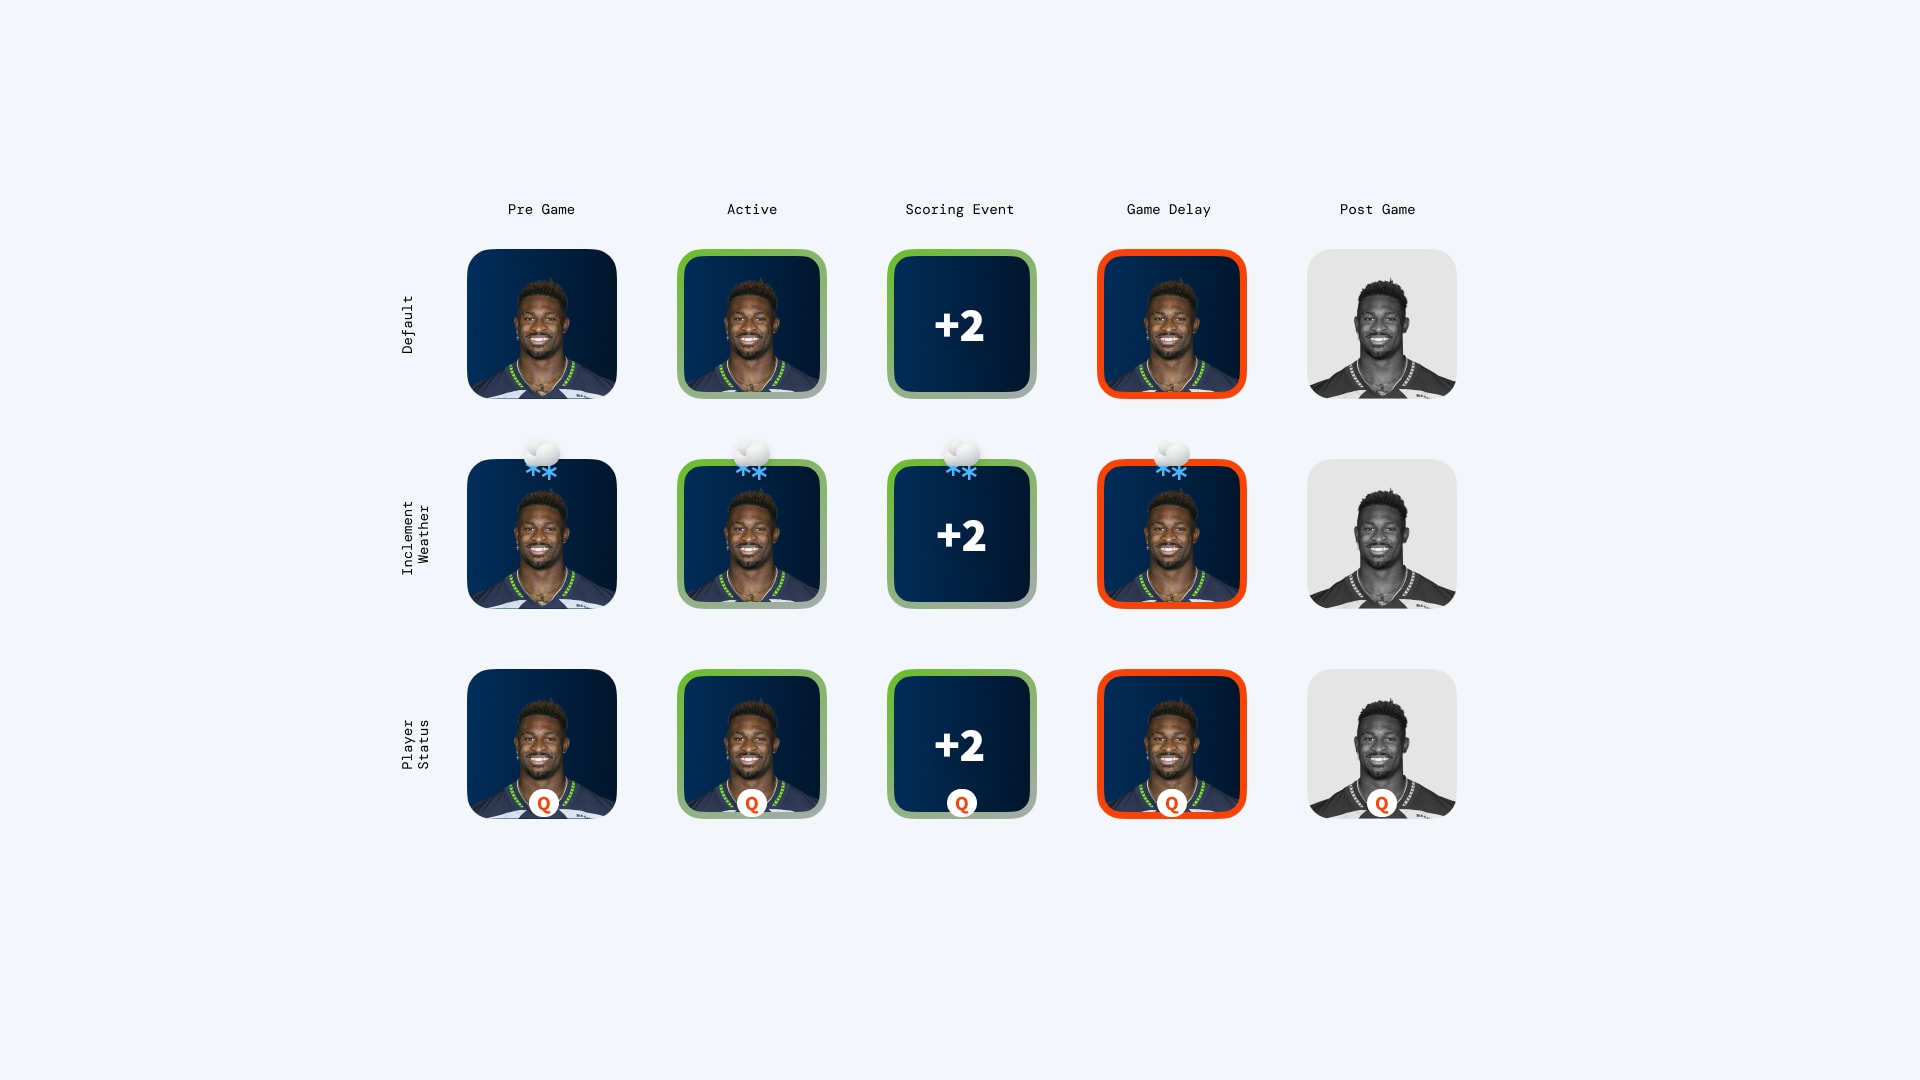 Pre Game
Active
Scoring Event
Game Delay
Post Game
Default
+2
Inclement
Weather
+2
Player
Status
+2
Q
Q
Q
Q
Q